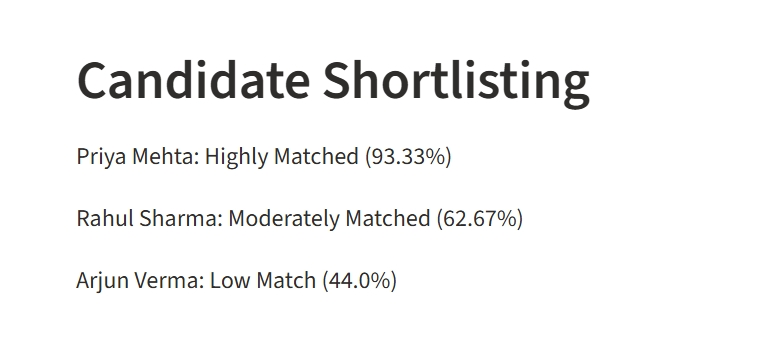 Candidate Shortlisting
Priya Mehta: Highly Matched (93.33%)
Rahul Sharma: Moderately Matched (62.67%)
Arjun Verma: Low Match (44.0%)